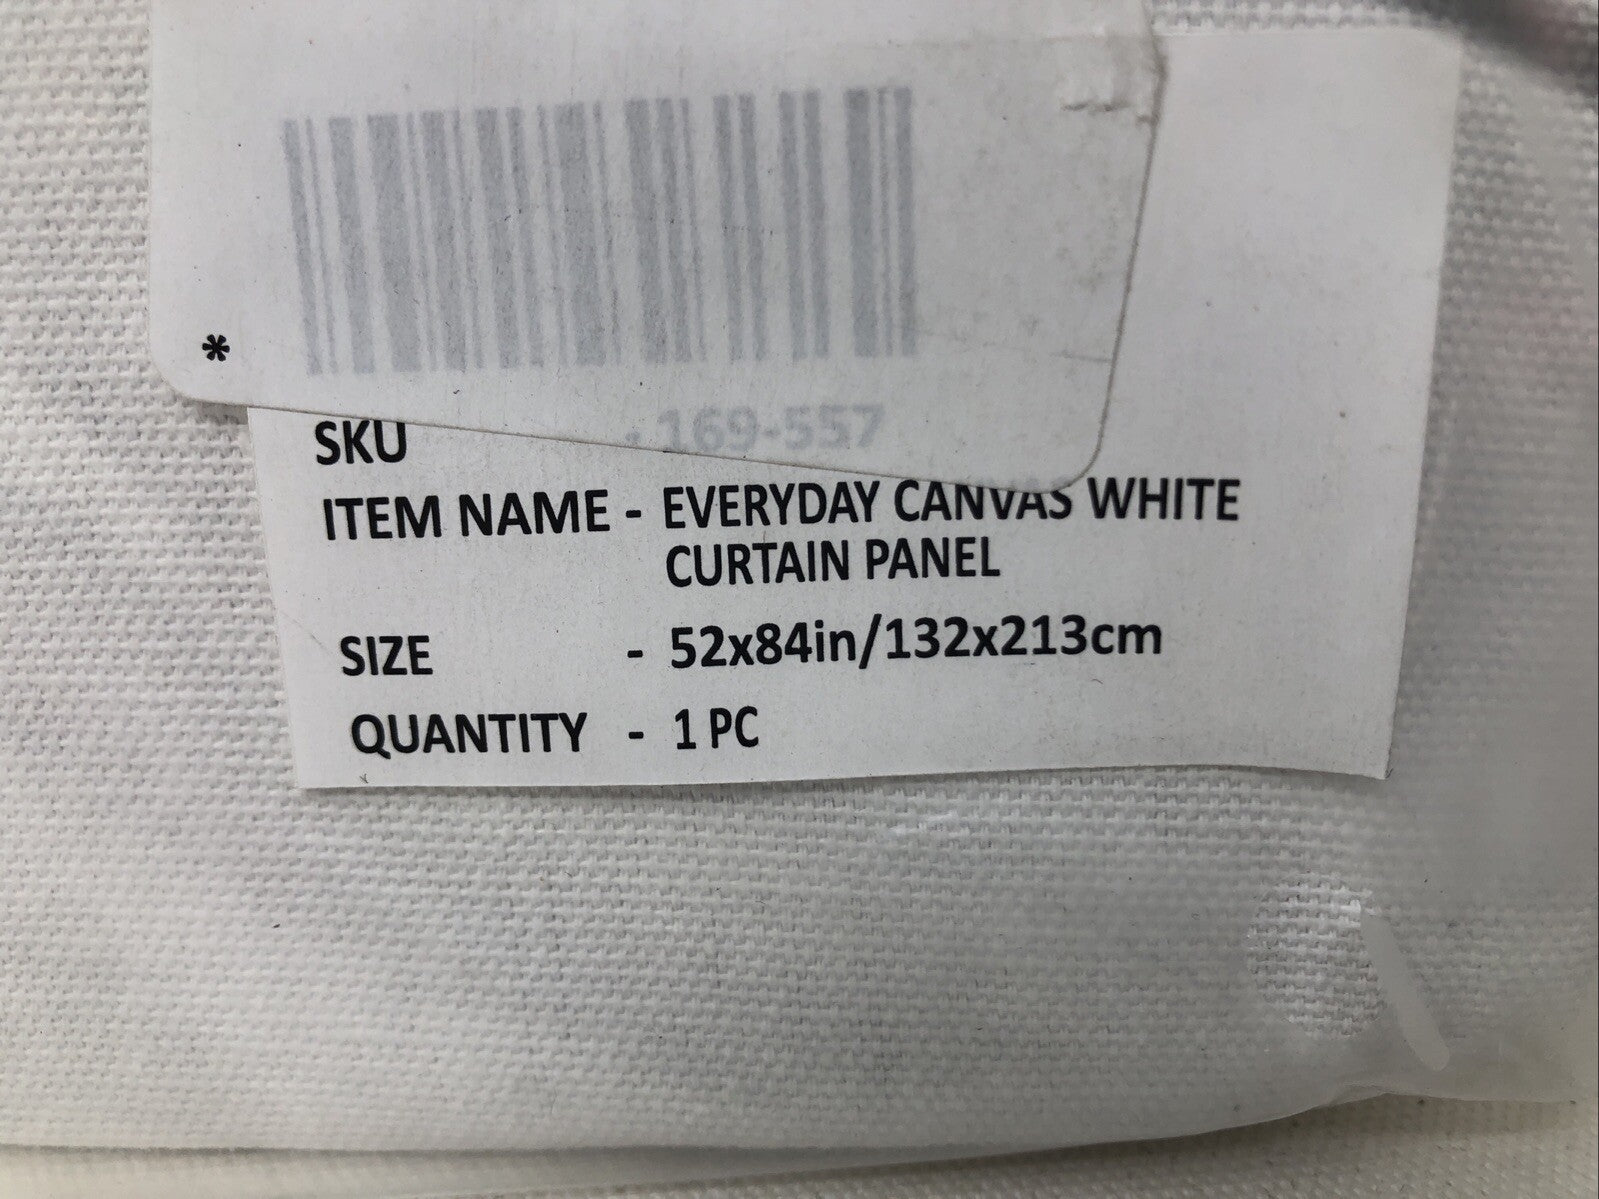 *
SKU - 169-557
ITEM NAME - EVERYDAY CANVAS WHITE
CURTAIN PANEL
SIZE - 52x84in/132x213cm
QUANTITY - 1 PC